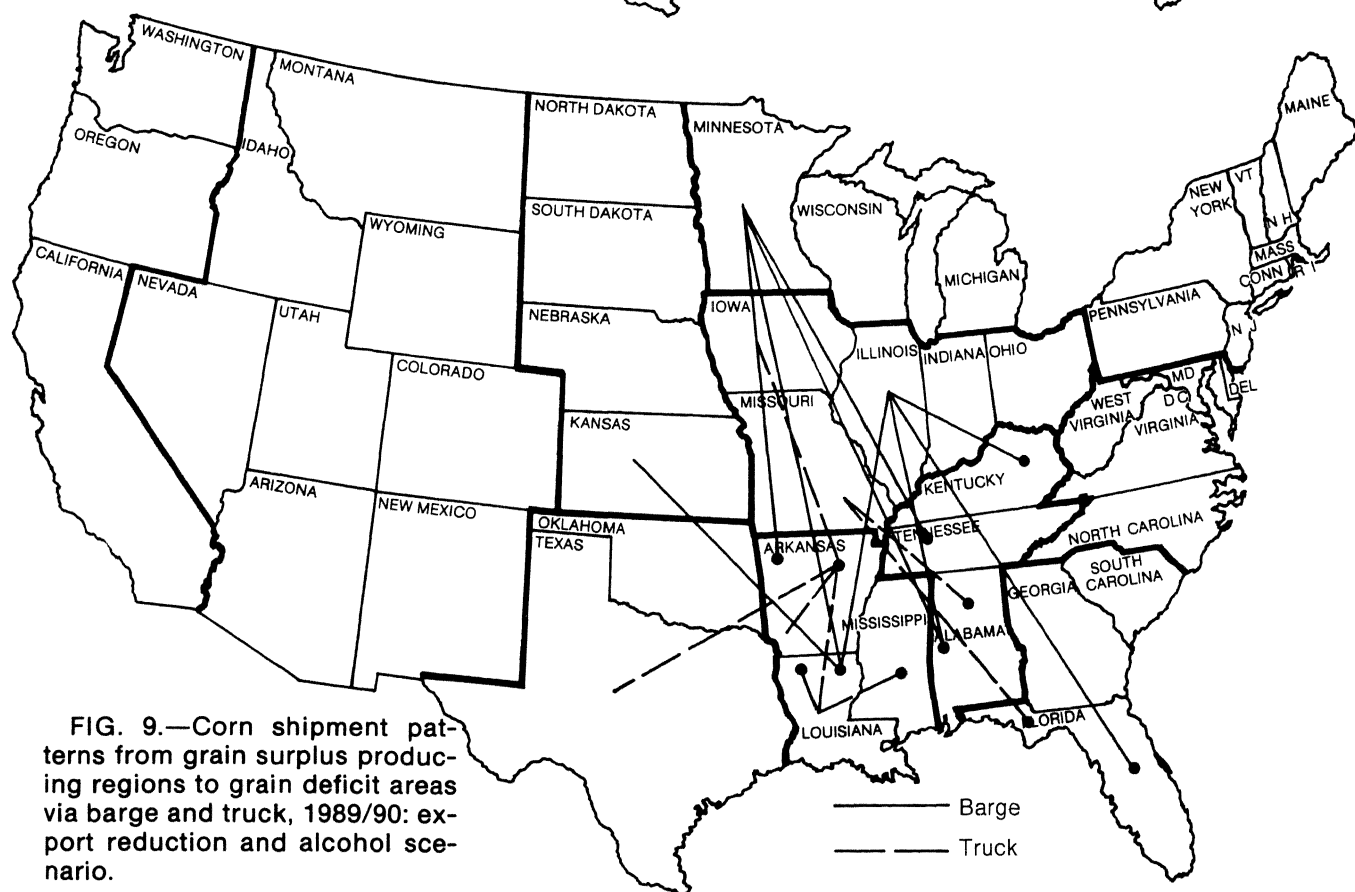 WASHINGTON
MONTANA
NORTH DAKOTA
MINNESOTA
MAINE
OREGON
IDAHO
VT
NEW
YORK
N H
SOUTH DAKOTA
WISCONSIN
WYOMING
MASS
CALIFORNIA
NEVADA
MICHIGAN
CONN
R I
PENNSYLVANIA
IOWA
UTAH
NEBRASKA
N J
ILLINOIS
INDIANA
OHIO
COLORADO
MD
DEL
WEST
VIRGINIA
D C
VIRGINIA
MISSOURI
KANSAS
ARIZONA
KENTUCKY
NEW MEXICO
OKLAHOMA
TEXAS
ARKANSAS
TENNESSEE
NORTH CAROLINA
SOUTH
CAROLINA
GEORGIA
MISSISSIPPI
ALABAMA
LOUISIANA
FLORIDA
FIG. 9.—Corn shipment pat-
terns from grain surplus produc-
ing regions to grain deficit areas
via barge and truck, 1989/90: ex-
port reduction and alcohol sce-
nario.
Barge
Truck